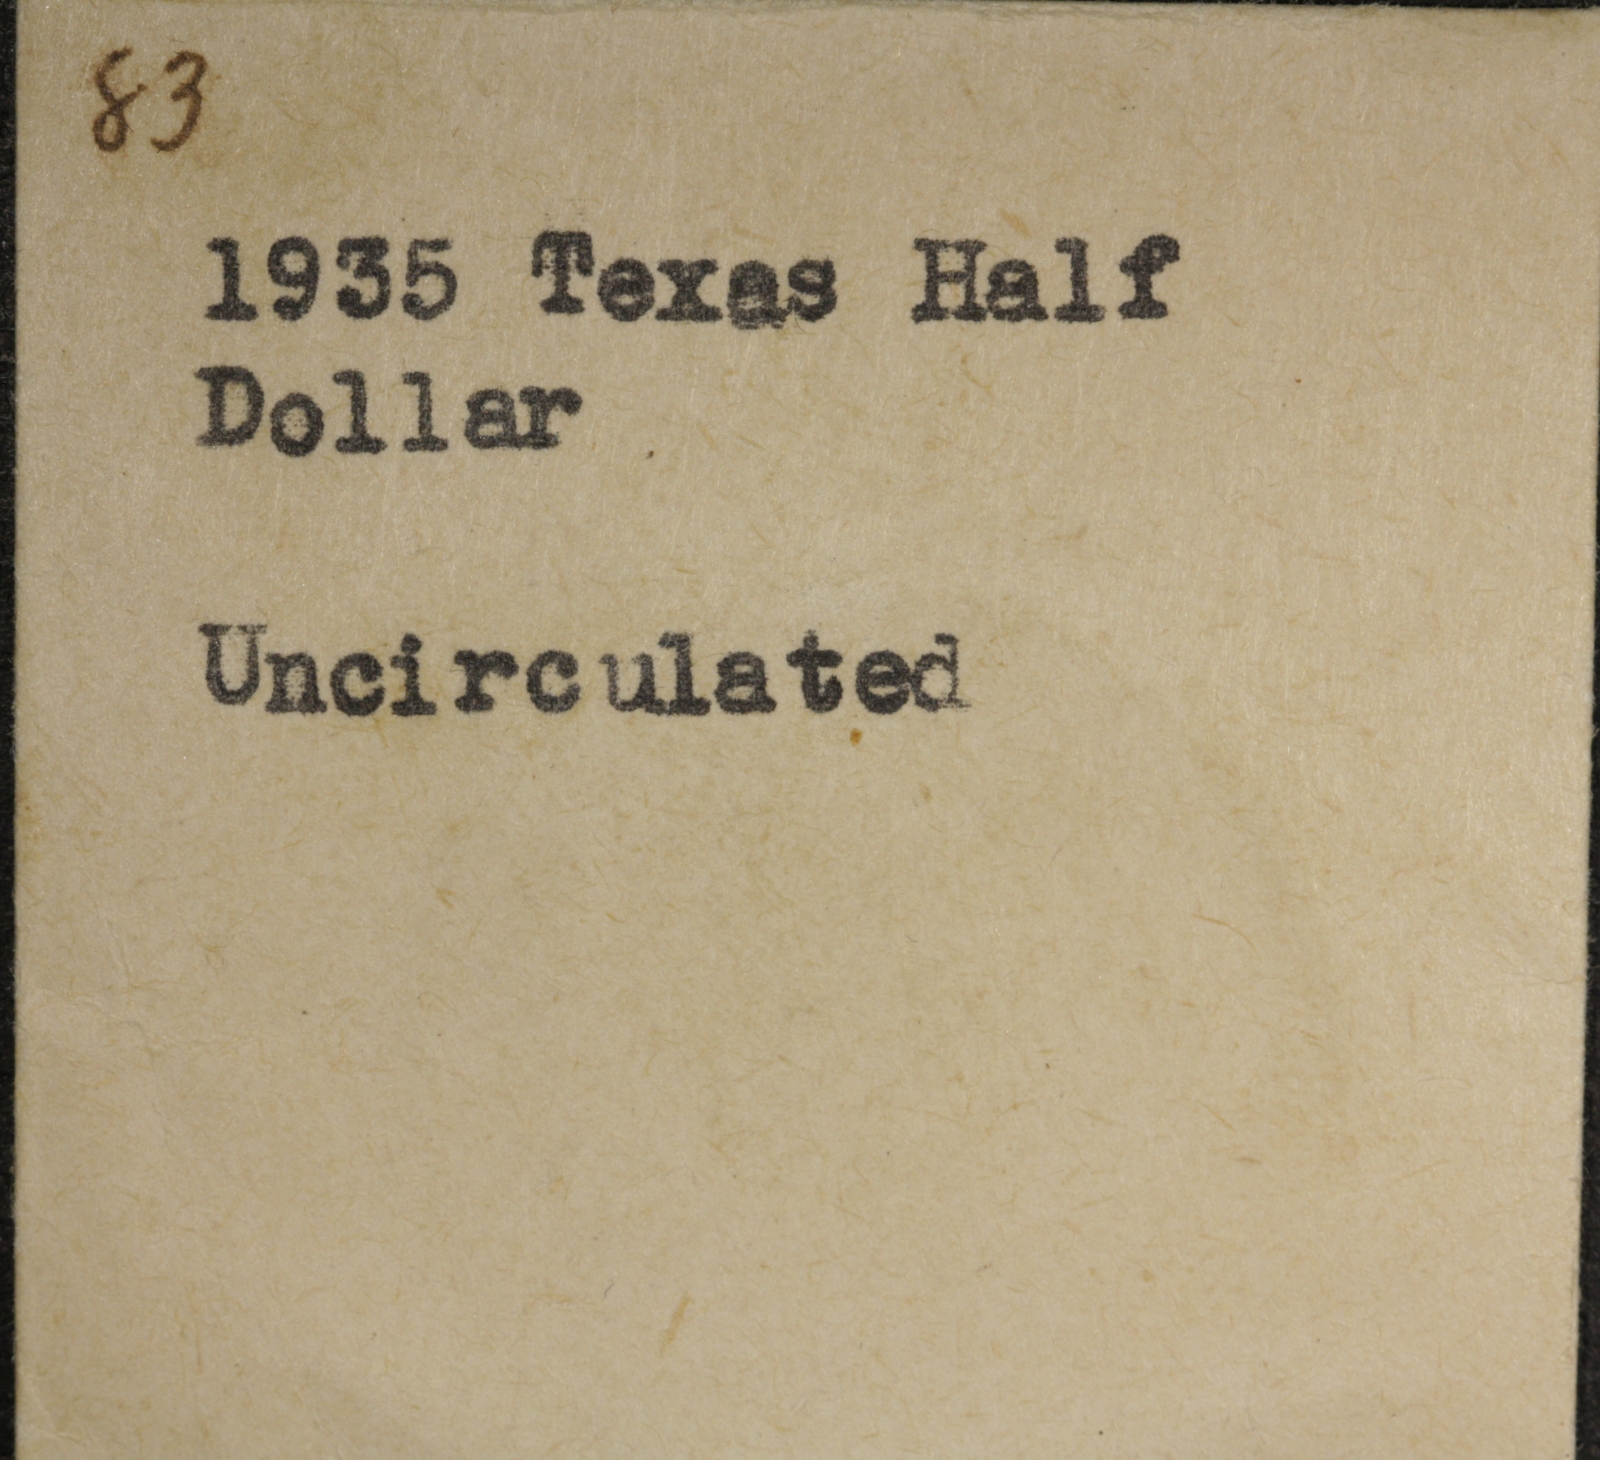 83
1935 Texas Half
Dollar
Uncirculated